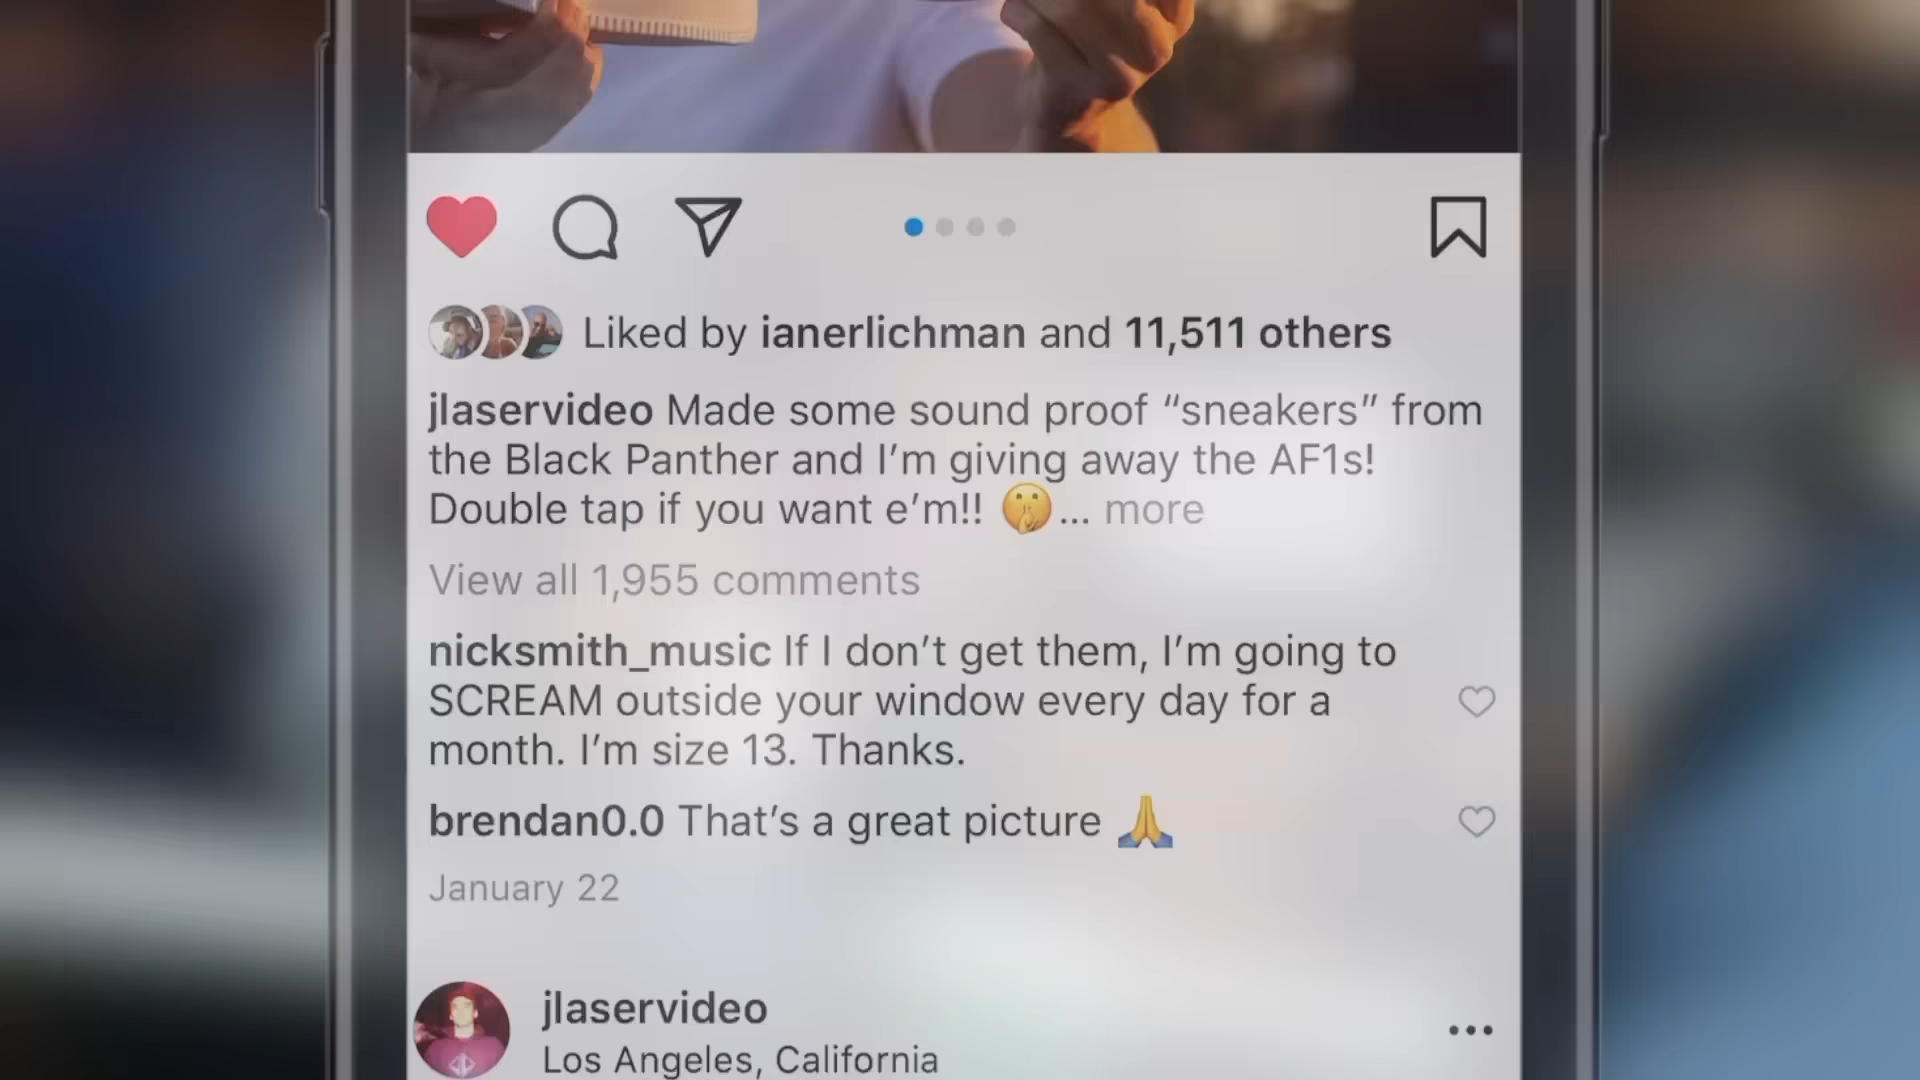 Liked by ianerlichman and 11,511 others
jlaservideo Made some sound proof “sneakers” from
the Black Panther and I’m giving away the AF1s!
Double tap if you want e’m!! 🤫... more
View all 1,955 comments
nicksmith_music If I don’t get them, I’m going to
SCREAM outside your window every day for a
month. I’m size 13. Thanks.
brendan0.0 That’s a great picture 🙏
January 22
jlaservideo
Los Angeles, California